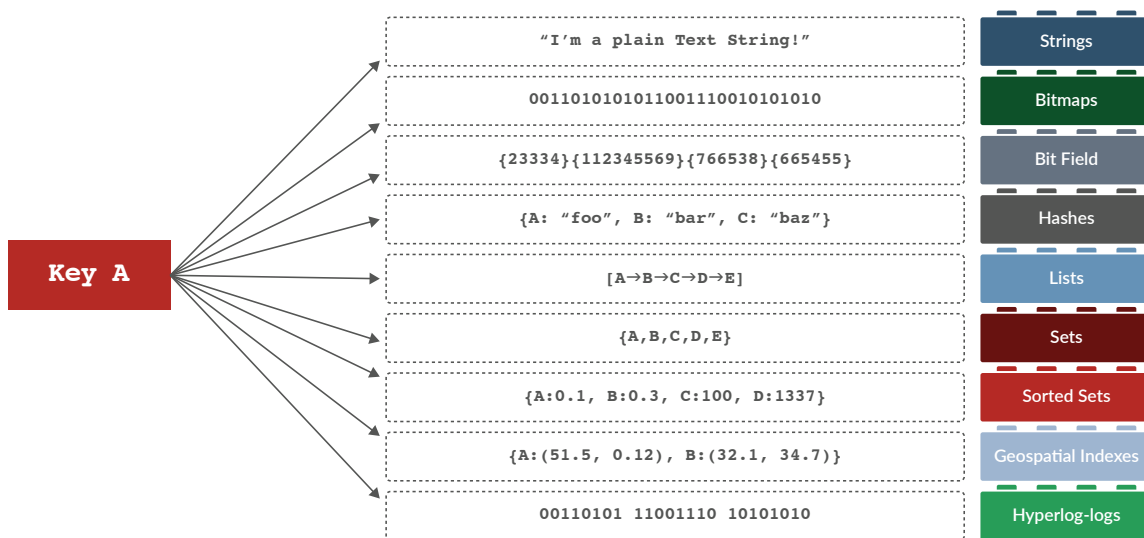 “I’m a plain Text String!”
Strings
00110101010110011100101010​10
Bitmaps
{23334}{112345569}{766538}{665455}
Bit Field
{A: “foo”, B: “bar”, C: “baz”}
Hashes
Key A
[A→B→C→D→E]
Lists
{A,B,C,D,E}
Sets
{A:0.1, B:0.3, C:100, D:1337}
Sorted Sets
{A:(51.5, 0.12), B:(32.1, 34.7)}
Geospatial Indexes
00110101 11001110 10101010
Hyperlog-logs